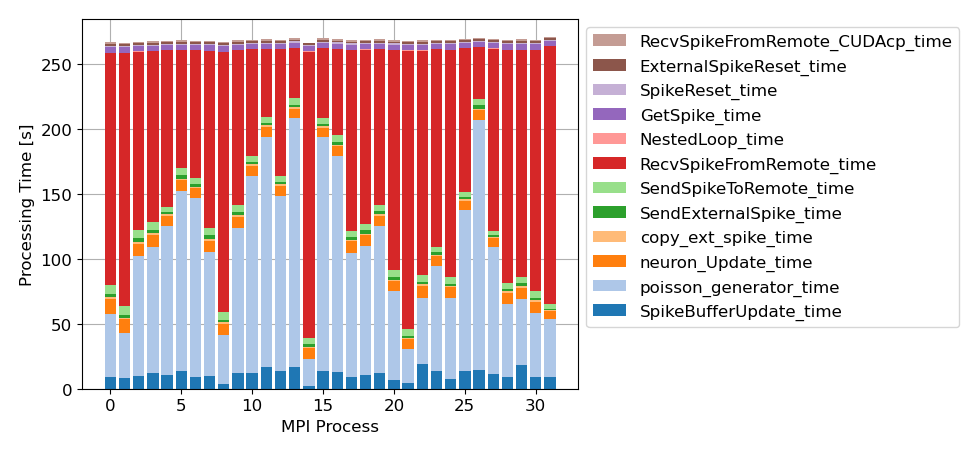 250
200
150
100
50
0
Processing Time [s]
0 5 10 15 20 25 30
MPI Process
RecvSpikeFromRemote_CUDAcp_time
ExternalSpikeReset_time
SpikeReset_time
GetSpike_time
NestedLoop_time
RecvSpikeFromRemote_time
SendSpikeToRemote_time
SendExternalSpike_time
copy_ext_spike_time
neuron_Update_time
poisson_generator_time
SpikeBufferUpdate_time